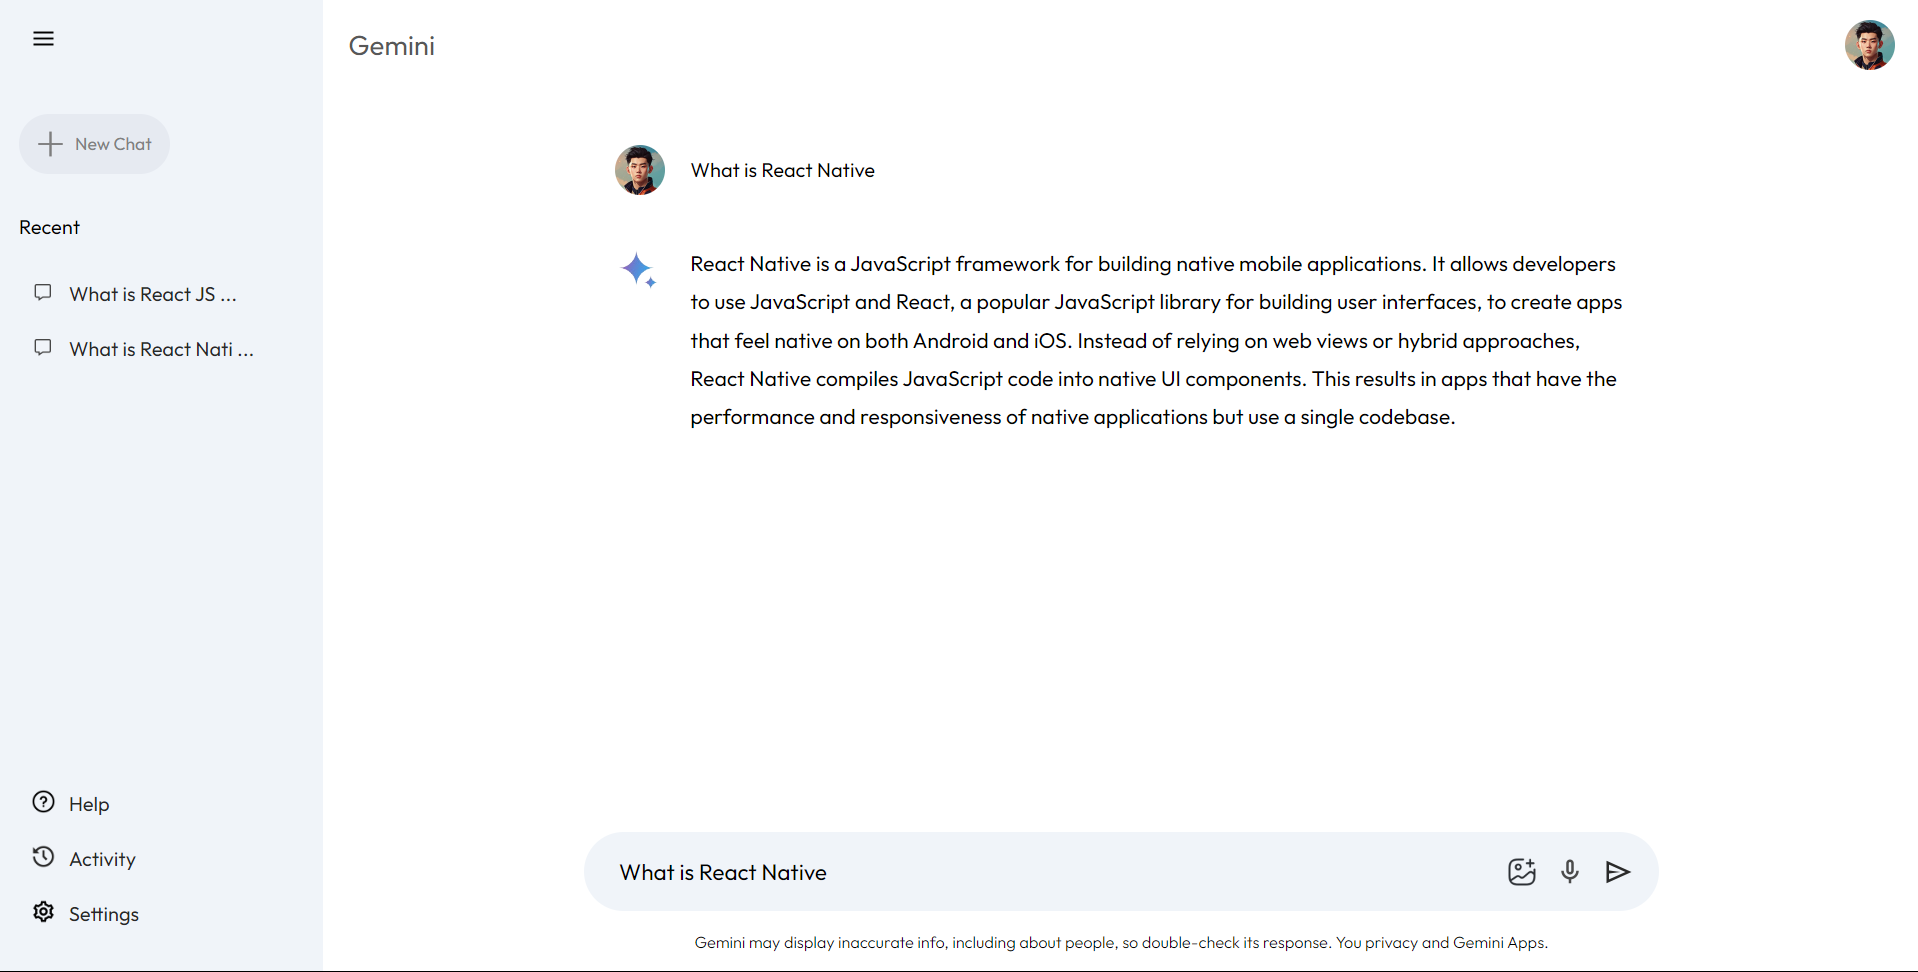 Gemini
New Chat
Recent
What is React JS ...
What is React Nati ...
Help
Activity
Settings
What is React Native
React Native is a JavaScript framework for building native mobile applications. It allows developers
to use JavaScript and React, a popular JavaScript library for building user interfaces, to create apps
that feel native on both Android and iOS. Instead of relying on web views or hybrid approaches,
React Native compiles JavaScript code into native UI components. This results in apps that have the
performance and responsiveness of native applications but use a single codebase.
What is React Native
Gemini may display inaccurate info, including about people, so double-check its response. You privacy and Gemini Apps.